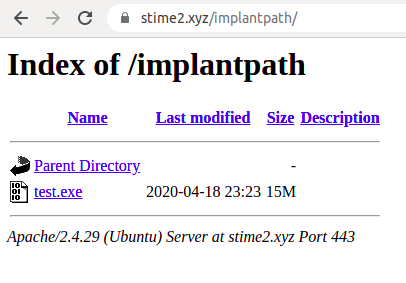 stime2.xyz/implantpath/
Index of /implantpath
Name Last modified Size Description
Parent Directory -
test.exe 2020-04-18 23:23 15M
Apache/2.4.29 (Ubuntu) Server at stime2.xyz Port 443